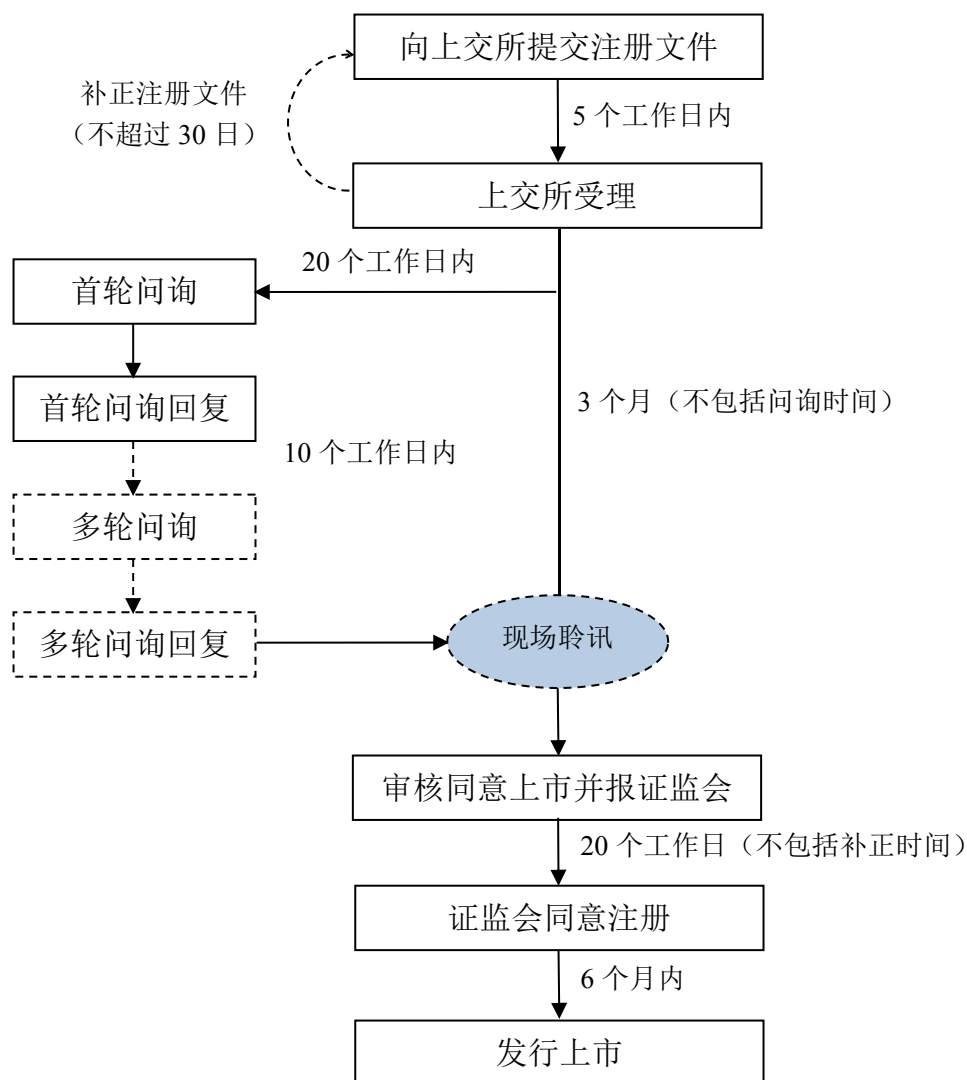 向上交所提交注册文件
补正注册文件
（不超过 30 日）
5 个工作日内
上交所受理
20 个工作日内
首轮问询
首轮问询回复
3 个月（不包括问询时间）
10 个工作日内
多轮问询
多轮问询回复
现场聆讯
审核同意上市并报证监会
20 个工作日（不包括补正时间）
证监会同意注册
6 个月内
发行上市